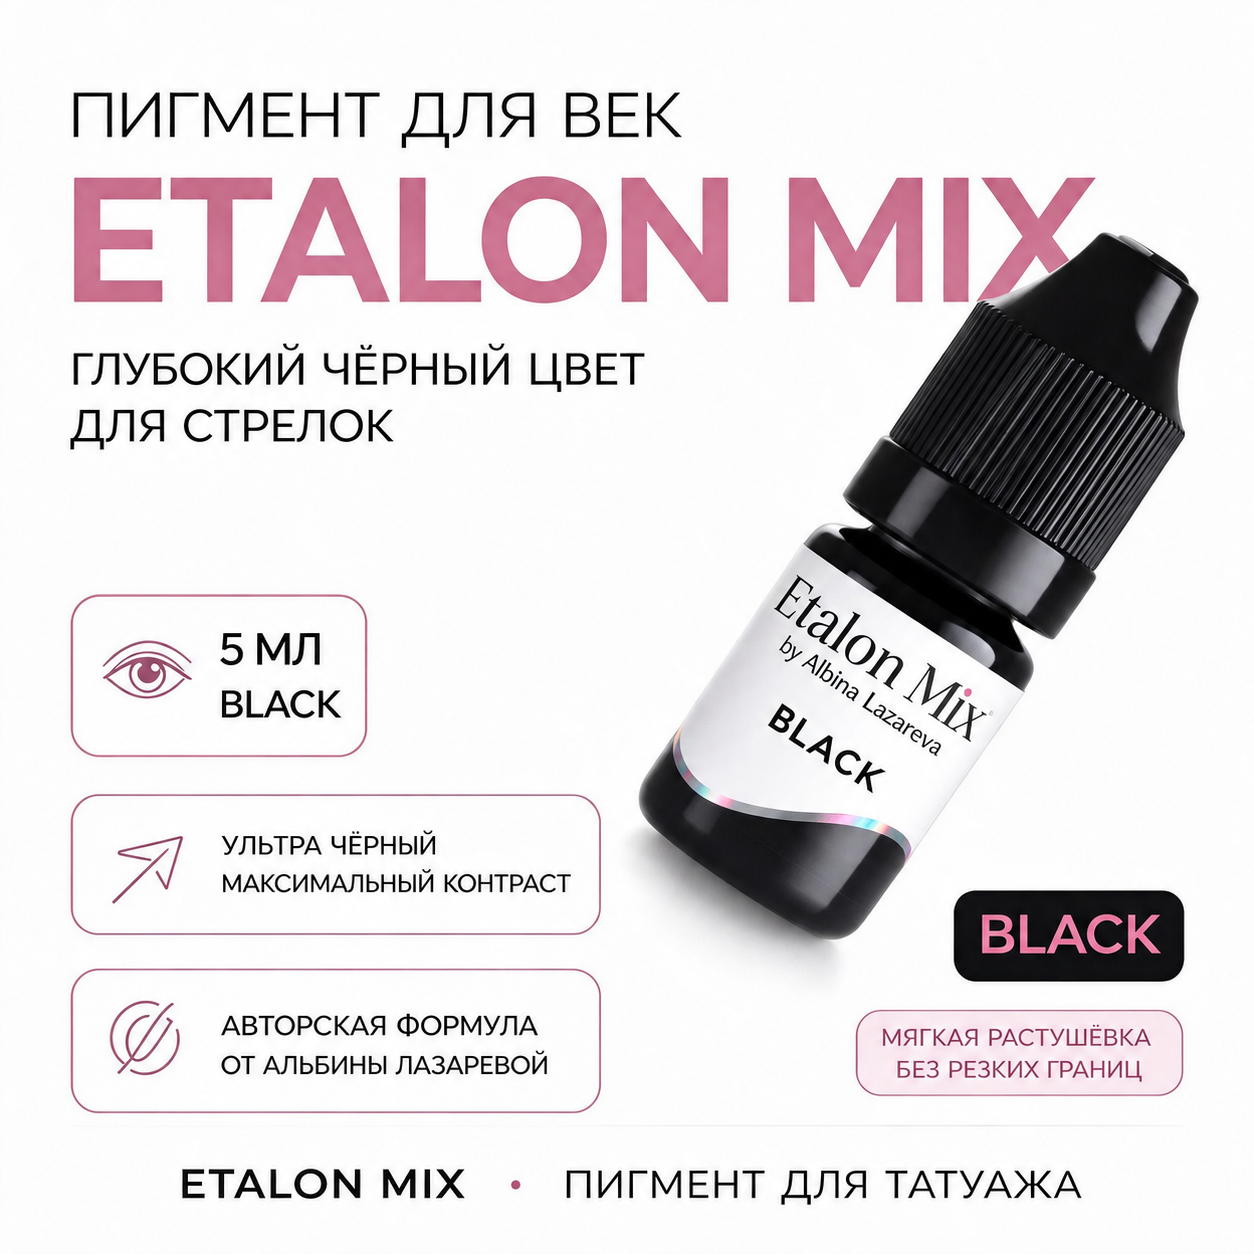 ПИГМЕНТ ДЛЯ ВЕК
ETALON MIX
ГЛУБОКИЙ ЧЁРНЫЙ ЦВЕТ
ДЛЯ СТРЕЛОК
Etalon Mix
by Albina Lazareva
BLACK
5 МЛ
BLACK
УЛЬТРА ЧЁРНЫЙ
МАКСИМАЛЬНЫЙ КОНТРАСТ
АВТОРСКАЯ ФОРМУЛА
ОТ АЛЬБИНЫ ЛАЗАРЕВОЙ
BLACK
МЯГКАЯ РАСТУШЁВКА
БЕЗ РЕЗКИХ ГРАНИЦ
ETALON MIX • ПИГМЕНТ ДЛЯ ТАТУАЖА